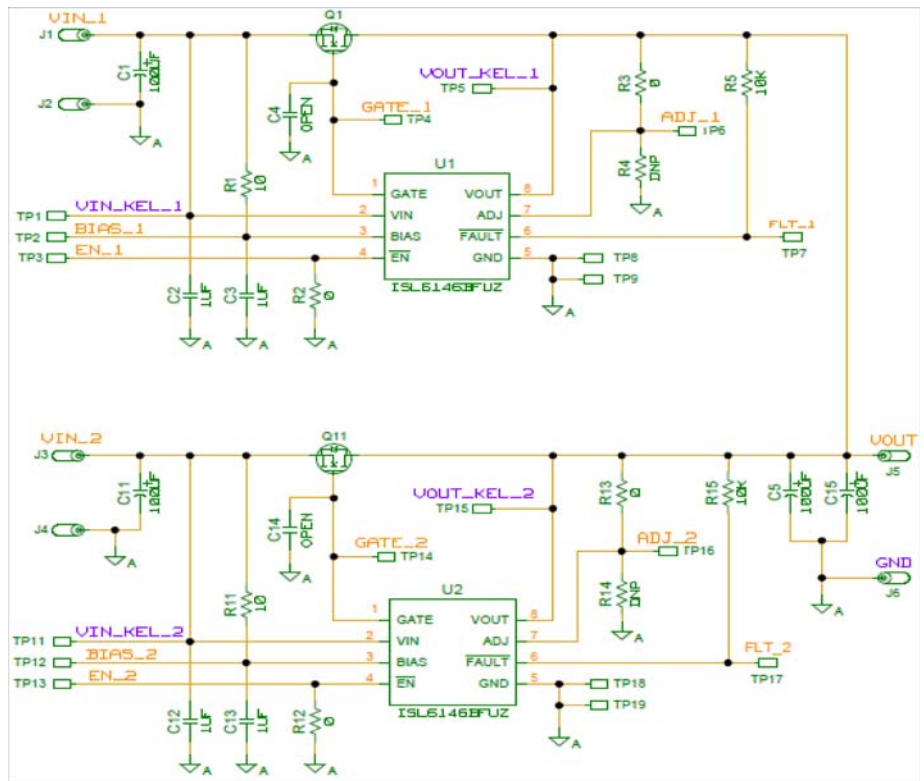 VIN_1
J1
Q1
C1
100UF
J2
A
C4
OPEN
A
GATE_1
TP4
VOUT_KEL_1
TP5
R3
0
R5
10K
ADJ_1
TP6
R4
DNP
A
R1
10
U1
1 GATE VOUT 8
2 VIN ADJ 7
3 BIAS FAULT 6
4 EN GND 5
ISL6146BFUZ
TP1 VIN_KEL_1
TP2 BIAS_1
TP3 EN_1
FLT_1
TP7
TP8
TP9
A
C2
1UF
C3
1UF
R2
0
A
A
A
VIN_2
J3
Q11
C11
100UF
J4
A
C14
OPEN
A
GATE_2
TP14
VOUT_KEL_2
TP15
R13
0
R15
10K
ADJ_2
TP16
R14
DNP
A
C5
100UF
C15
100UF
VOUT
J5
GND
J6
A
R11
10
U2
1 GATE VOUT 8
2 VIN ADJ 7
3 BIAS FAULT 6
4 EN GND 5
ISL6146BFUZ
TP11 VIN_KEL_2
TP12 BIAS_2
TP13 EN_2
FLT_2
TP17
TP18
TP19
A
C12
1UF
C13
1UF
R12
0
A
A
A